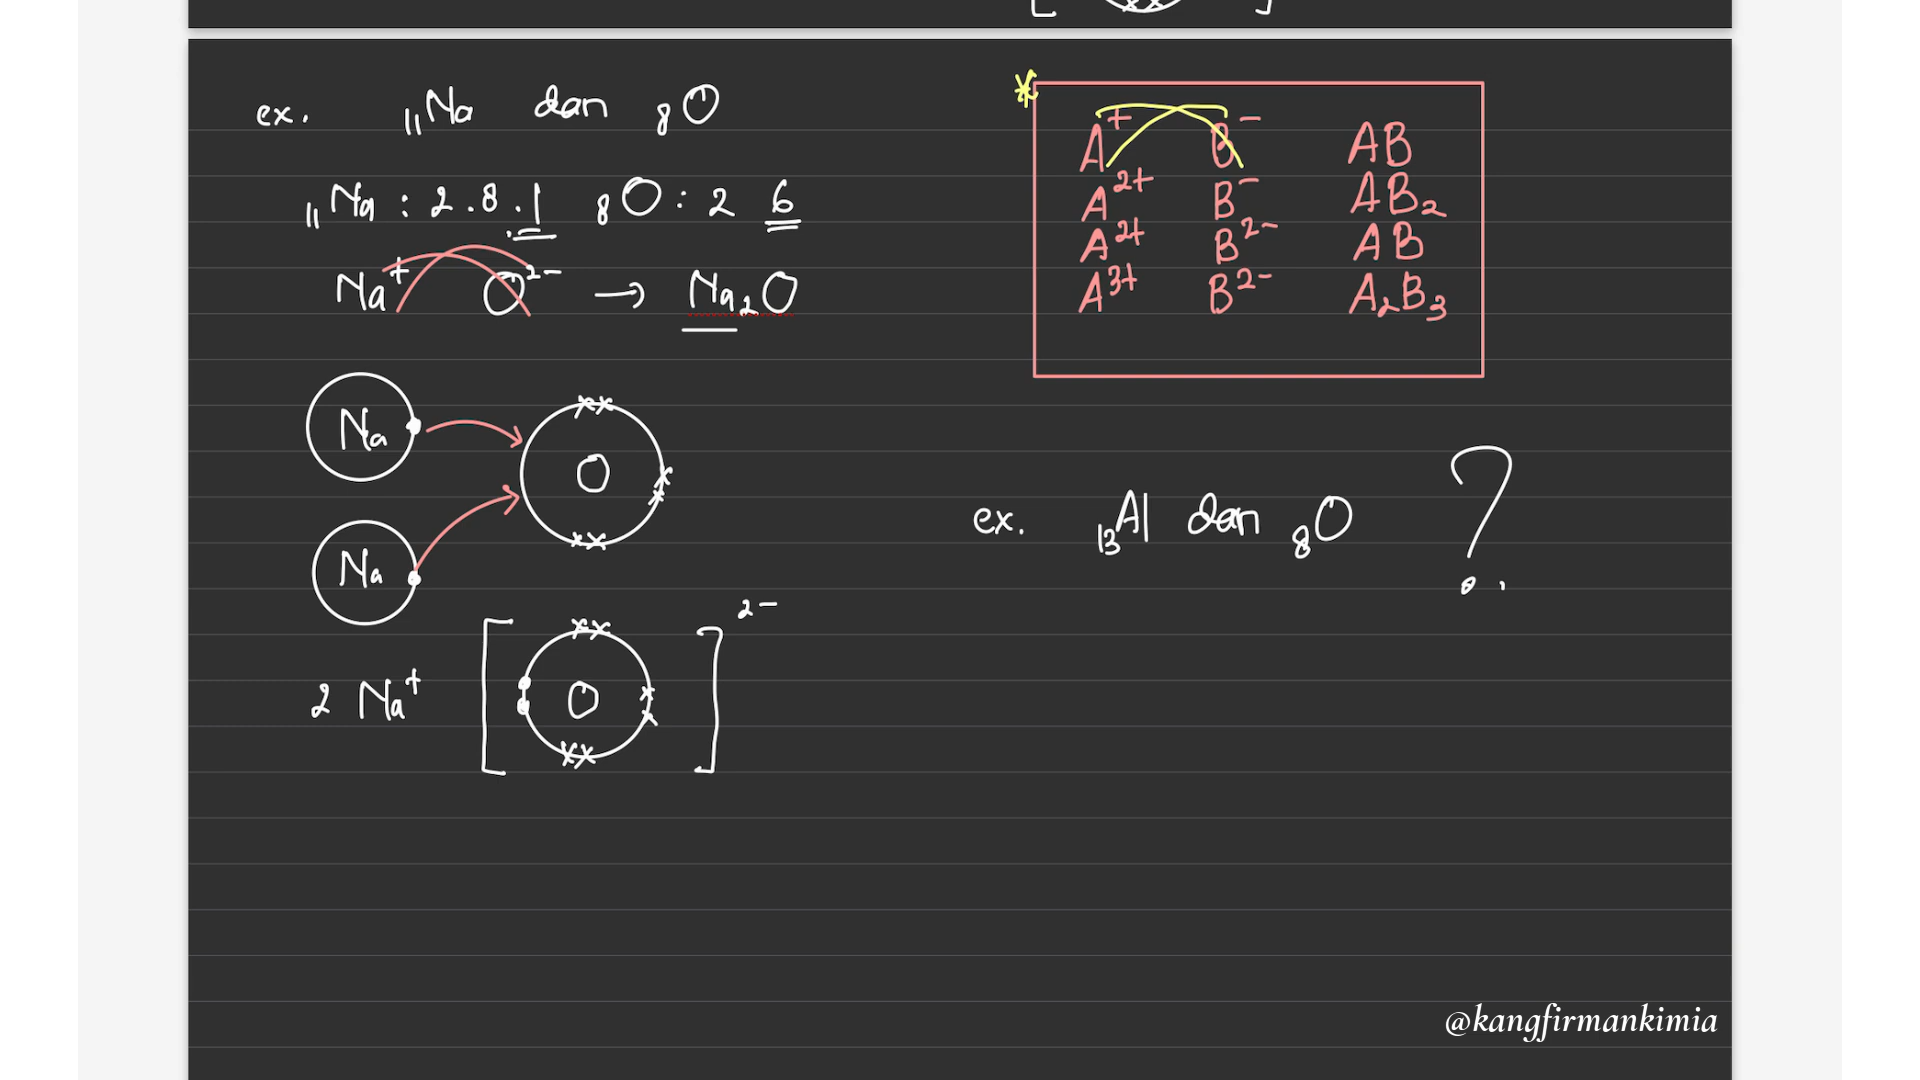 ex. ₁₁Na dan ₈O
₁₁Na : 2.8.1 ₈O : 2 6
Na⁺ O²⁻ → Na₂O
Na
O
Na
2 Na⁺ [ O ]²⁻
*
A⁺ B⁻ AB
A²⁺ B⁻ AB₂
A²⁺ B²⁻ AB
A³⁺ B²⁻ A₂B₃
ex. ₁₃Al dan ₈O ?
@kangfirmankimia